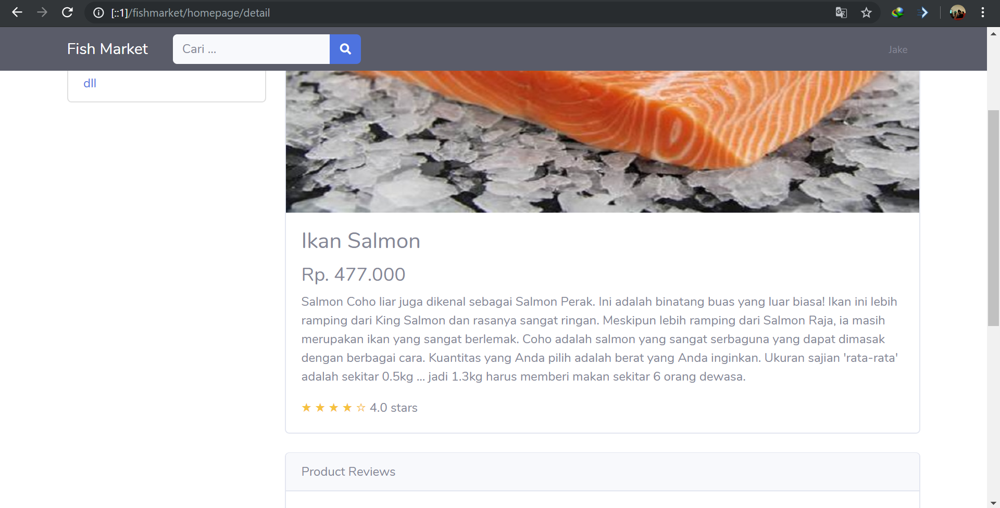 [::1]/fishmarket/homepage/detail
Fish Market
Cari ...
Jake
dll
Ikan Salmon
Rp. 477.000
Salmon Coho liar juga dikenal sebagai Salmon Perak. Ini adalah binatang buas yang luar biasa! Ikan ini lebih
ramping dari King Salmon dan rasanya sangat ringan. Meskipun lebih ramping dari Salmon Raja, ia masih
merupakan ikan yang sangat berlemak. Coho adalah salmon yang sangat serbaguna yang dapat dimasak
dengan berbagai cara. Kuantitas yang Anda pilih adalah berat yang Anda inginkan. Ukuran sajian 'rata-rata'
adalah sekitar 0.5kg ... jadi 1.3kg harus memberi makan sekitar 6 orang dewasa.
★ ★ ★ ★ ☆ 4.0 stars
Product Reviews